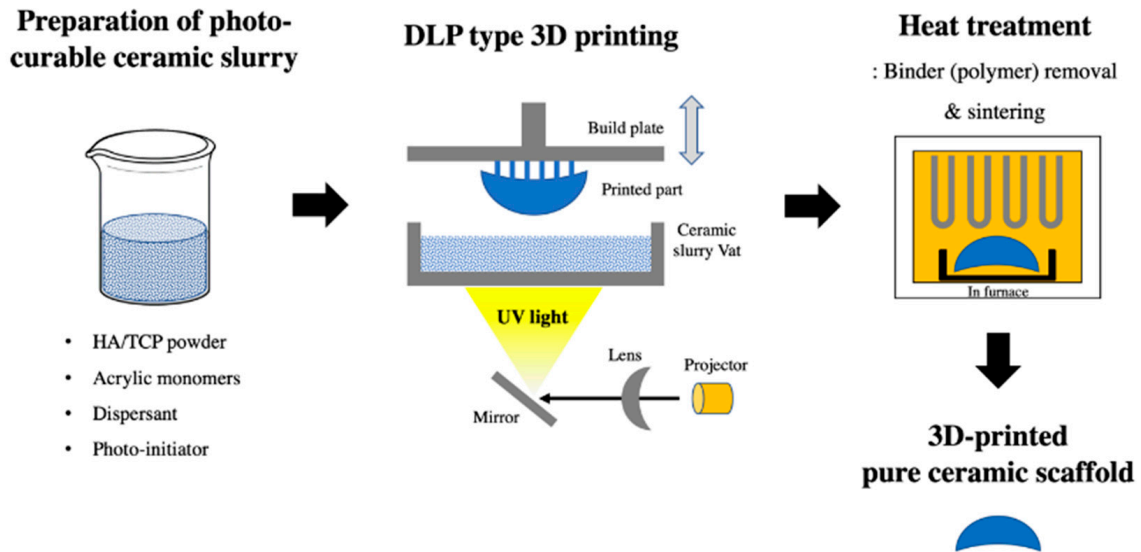 Preparation of photo-
curable ceramic slurry
• HA/TCP powder
• Acrylic monomers
• Dispersant
• Photo-initiator
DLP type 3D printing
Build plate
Printed part
Ceramic
slurry Vat
UV light
Lens
Projector
Mirror
Heat treatment
: Binder (polymer) removal
& sintering
In furnace
3D-printed
pure ceramic scaffold